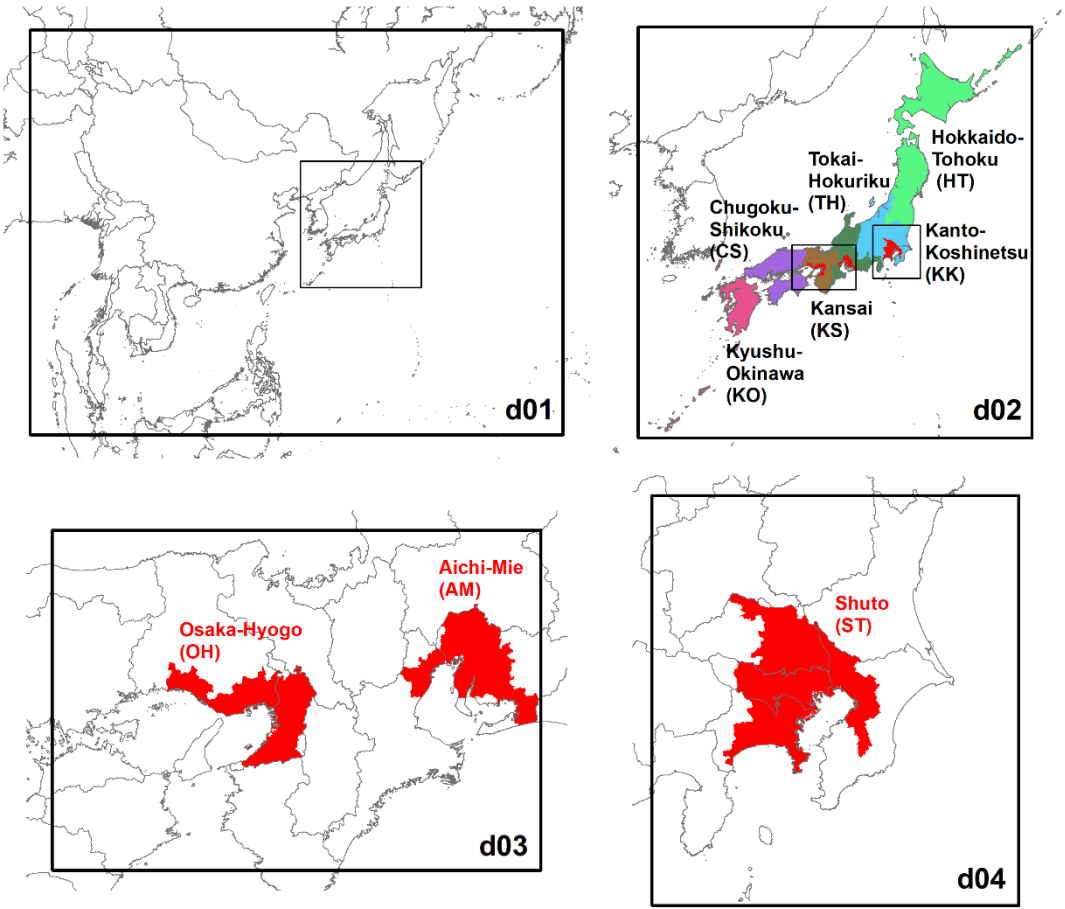 d01
Hokkaido-
Tohoku
(HT)
Tokai-
Hokuriku
(TH)
Chugoku-
Shikoku
(CS)
Kanto-
Koshinetsu
(KK)
Kansai
(KS)
Kyushu-
Okinawa
(KO)
d02
Aichi-Mie
(AM)
Osaka-Hyogo
(OH)
d03
Shuto
(ST)
d04